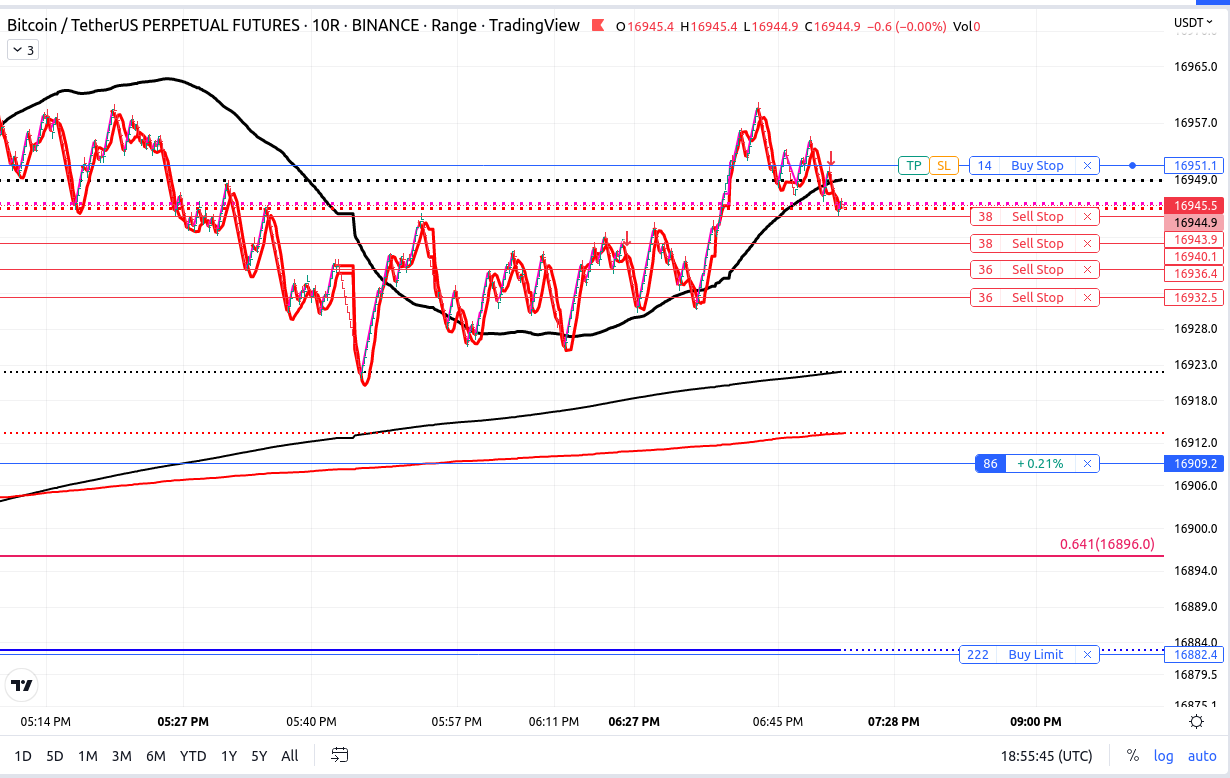 Bitcoin / TetherUS PERPETUAL FUTURES · 10R · BINANCE · Range · TradingView O16945.4 H16945.4 L16944.9 C16944.9 −0.6 (−0.00%) Vol0
USDT
3
16965.0
16957.0
TP SL 14 Buy Stop × 16951.1
16949.0
16945.5
38 Sell Stop × 16944.9
38 Sell Stop × 16943.9
16940.1
36 Sell Stop × 16936.4
36 Sell Stop × 16932.5
16928.0
16923.0
16918.0
16912.0
86 + 0.21% × 16909.2
16906.0
16900.0
0.641(16896.0)
16894.0
16889.0
16884.0
222 Buy Limit × 16882.4
16879.5
16875.1
05:14 PM 05:27 PM 05:40 PM 05:57 PM 06:11 PM 06:27 PM 06:45 PM 07:28 PM 09:00 PM
1D 5D 1M 3M 6M YTD 1Y 5Y All 18:55:45 (UTC) % log auto